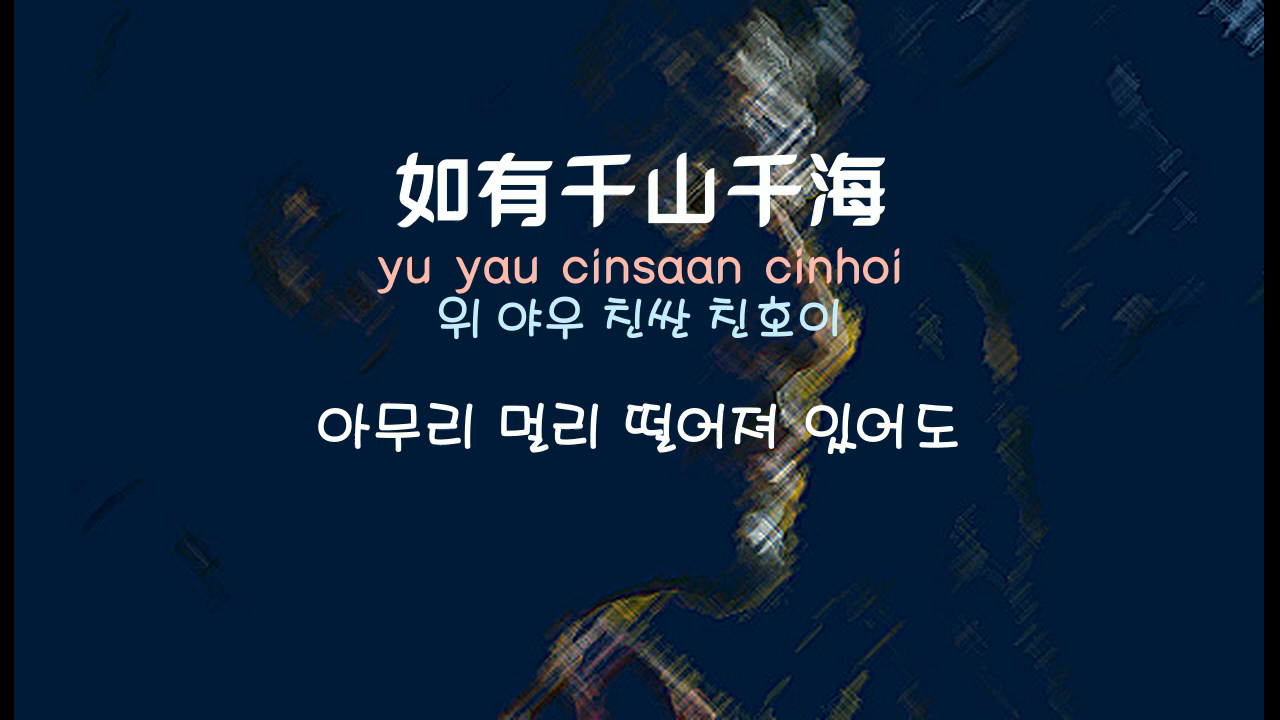 如有千山千海
yu yau cinsaan cinhoi
위 야우 친싼 친호이
아무리 멀리 떨어져 있어도